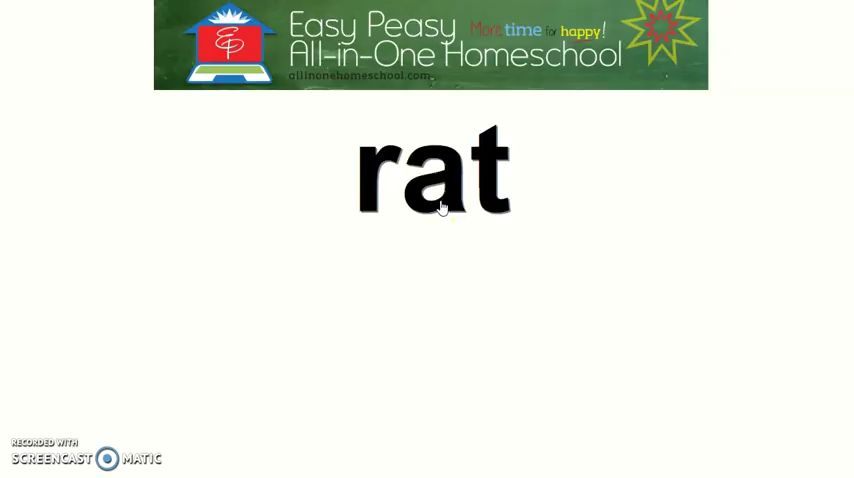 Easy Peasy More time for happy!
All-in-One Homeschool
allinonehomeschool.com
rat
RECORDED WITH
SCREENCAST MATIC